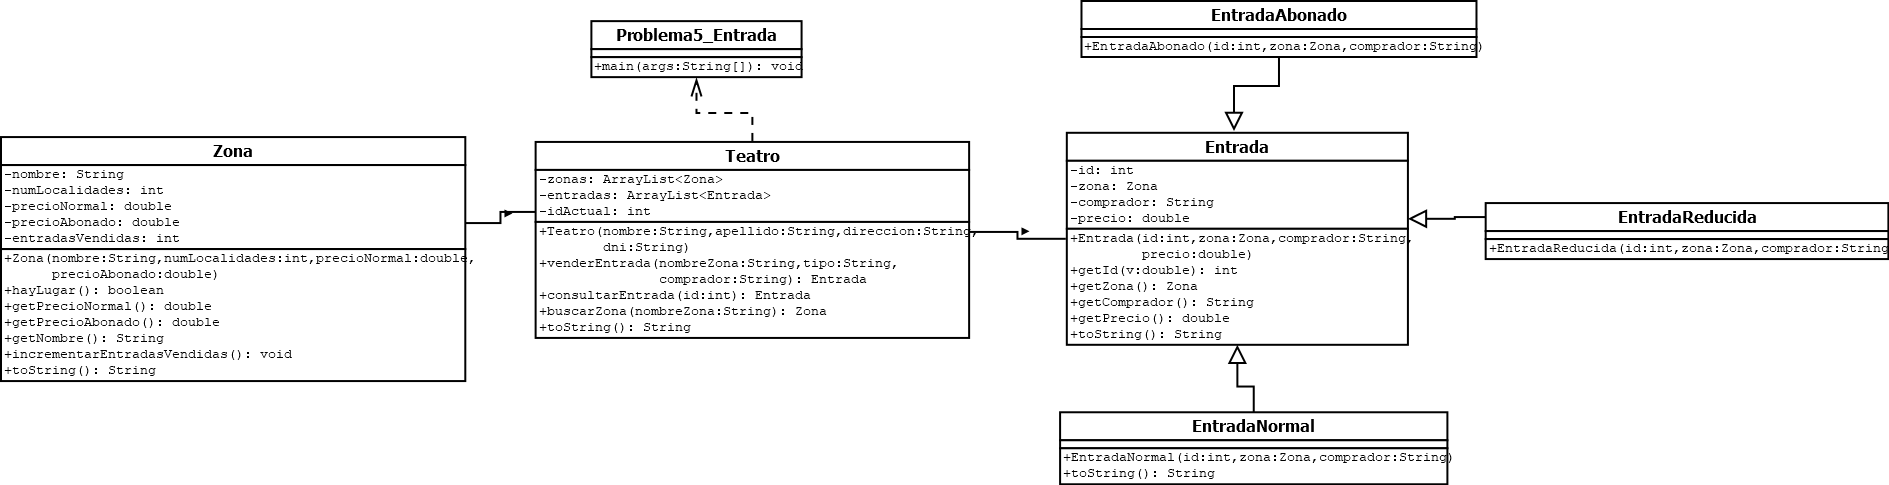 Zona
-nombre: String
-numLocalidades: int
-precioNormal: double
-precioAbonado: double
-entradasVendidas: int
+Zona(nombre:String,numLocalidades:int,precioNormal:double,
precioAbonado:double)
+hayLugar(): boolean
+getPrecioNormal(): double
+getPrecioAbonado(): double
+getNombre(): String
+incrementarEntradasVendidas(): void
+toString(): String
Problema5_Entrada
+main(args:String[]): void
Teatro
-zonas: ArrayList<Zona>
-entradas: ArrayList<Entrada>
-idActual: int
+Teatro(nombre:String,apellido:String,direccion:String,
dni:String)
+venderEntrada(nombreZona:String,tipo:String,
comprador:String): Entrada
+consultarEntrada(id:int): Entrada
+buscarZona(nombreZona:String): Zona
+toString(): String
EntradaAbonado
+EntradaAbonado(id:int,zona:Zona,comprador:String)
Entrada
-id: int
-zona: Zona
-comprador: String
-precio: double
+Entrada(id:int,zona:Zona,comprador:String,
precio:double)
+getId(v:double): int
+getZona(): Zona
+getComprador(): String
+getPrecio(): double
+toString(): String
EntradaReducida
+EntradaReducida(id:int,zona:Zona,comprador:String
EntradaNormal
+EntradaNormal(id:int,zona:Zona,comprador:String)
+toString(): String